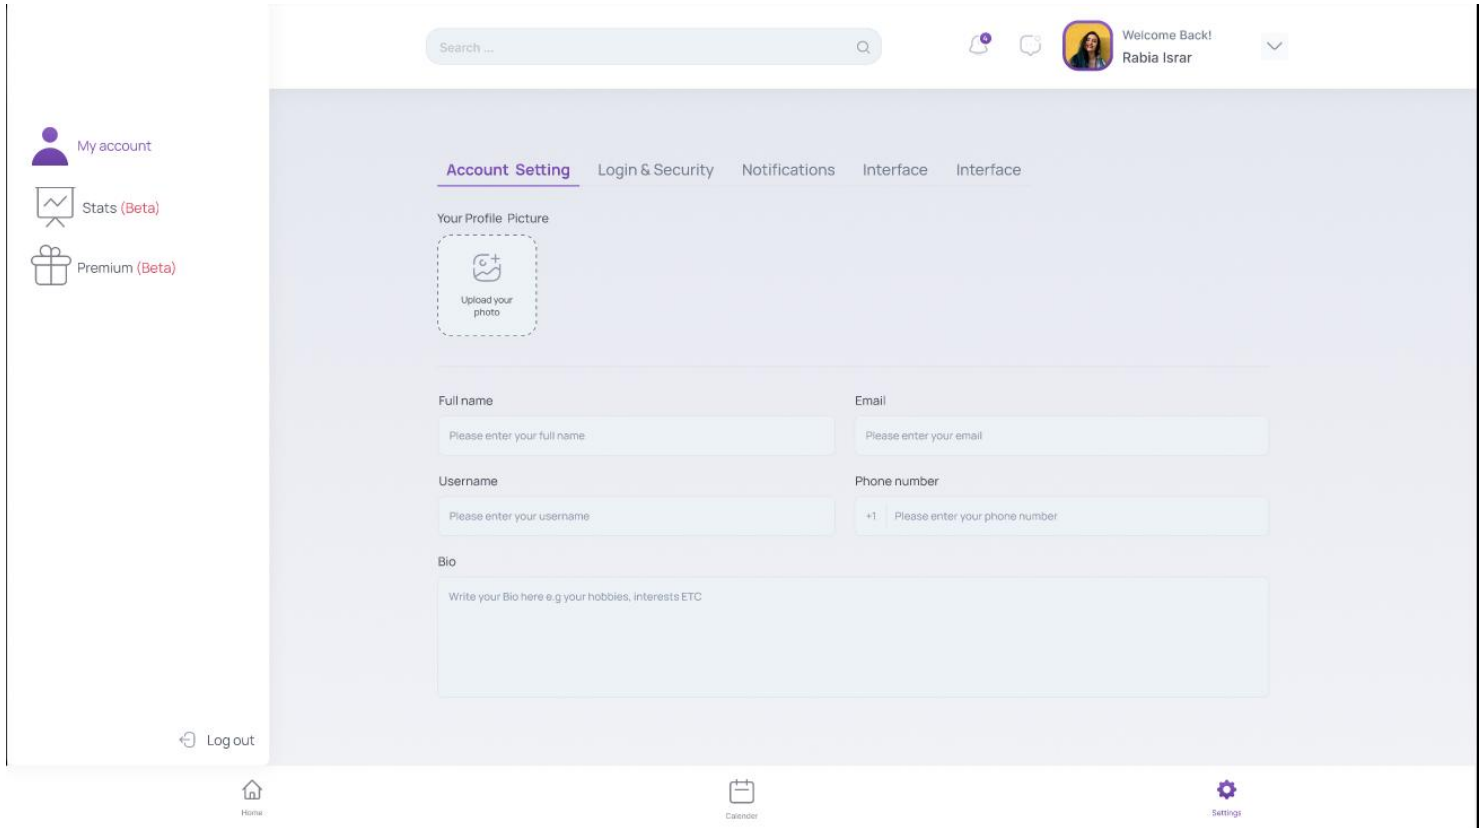 Search ...
4
Welcome Back!
Rabia Israr
My account
Stats (Beta)
Premium (Beta)
Log out
Account Setting
Login & Security
Notifications
Interface
Interface
Your Profile Picture
Upload your
photo
Full name
Email
Please enter your full name
Please enter your email
Username
Phone number
Please enter your username
+1
Please enter your phone number
Bio
Write your Bio here e.g your hobbies, interests ETC
Home
Calender
Settings